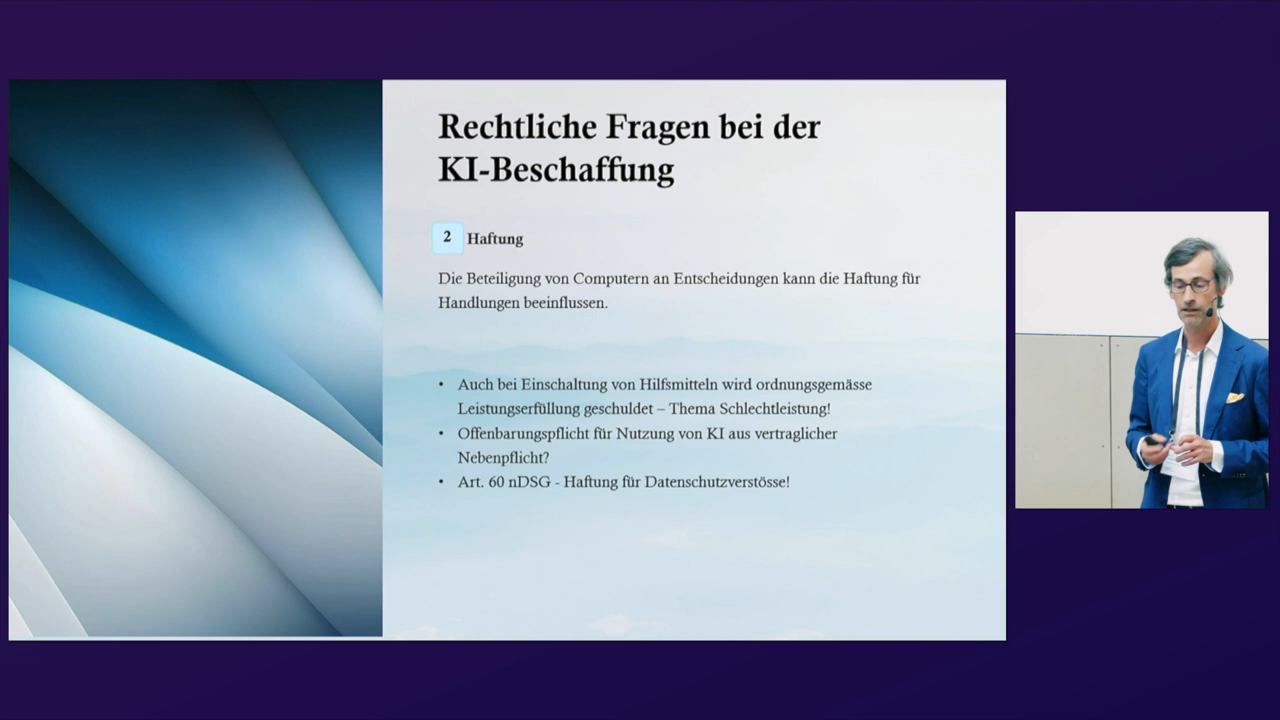 Rechtliche Fragen bei der
KI-Beschaffung
2 Haftung
Die Beteiligung von Computern an Entscheidungen kann die Haftung für
Handlungen beeinflussen.
• Auch bei Einschaltung von Hilfsmitteln wird ordnungsgemässe
Leistungserfüllung geschuldet – Thema Schlechtleistung!
• Offenbarungspflicht für Nutzung von KI aus vertraglicher
Nebenpflicht?
• Art. 60 nDSG - Haftung für Datenschutzverstösse!